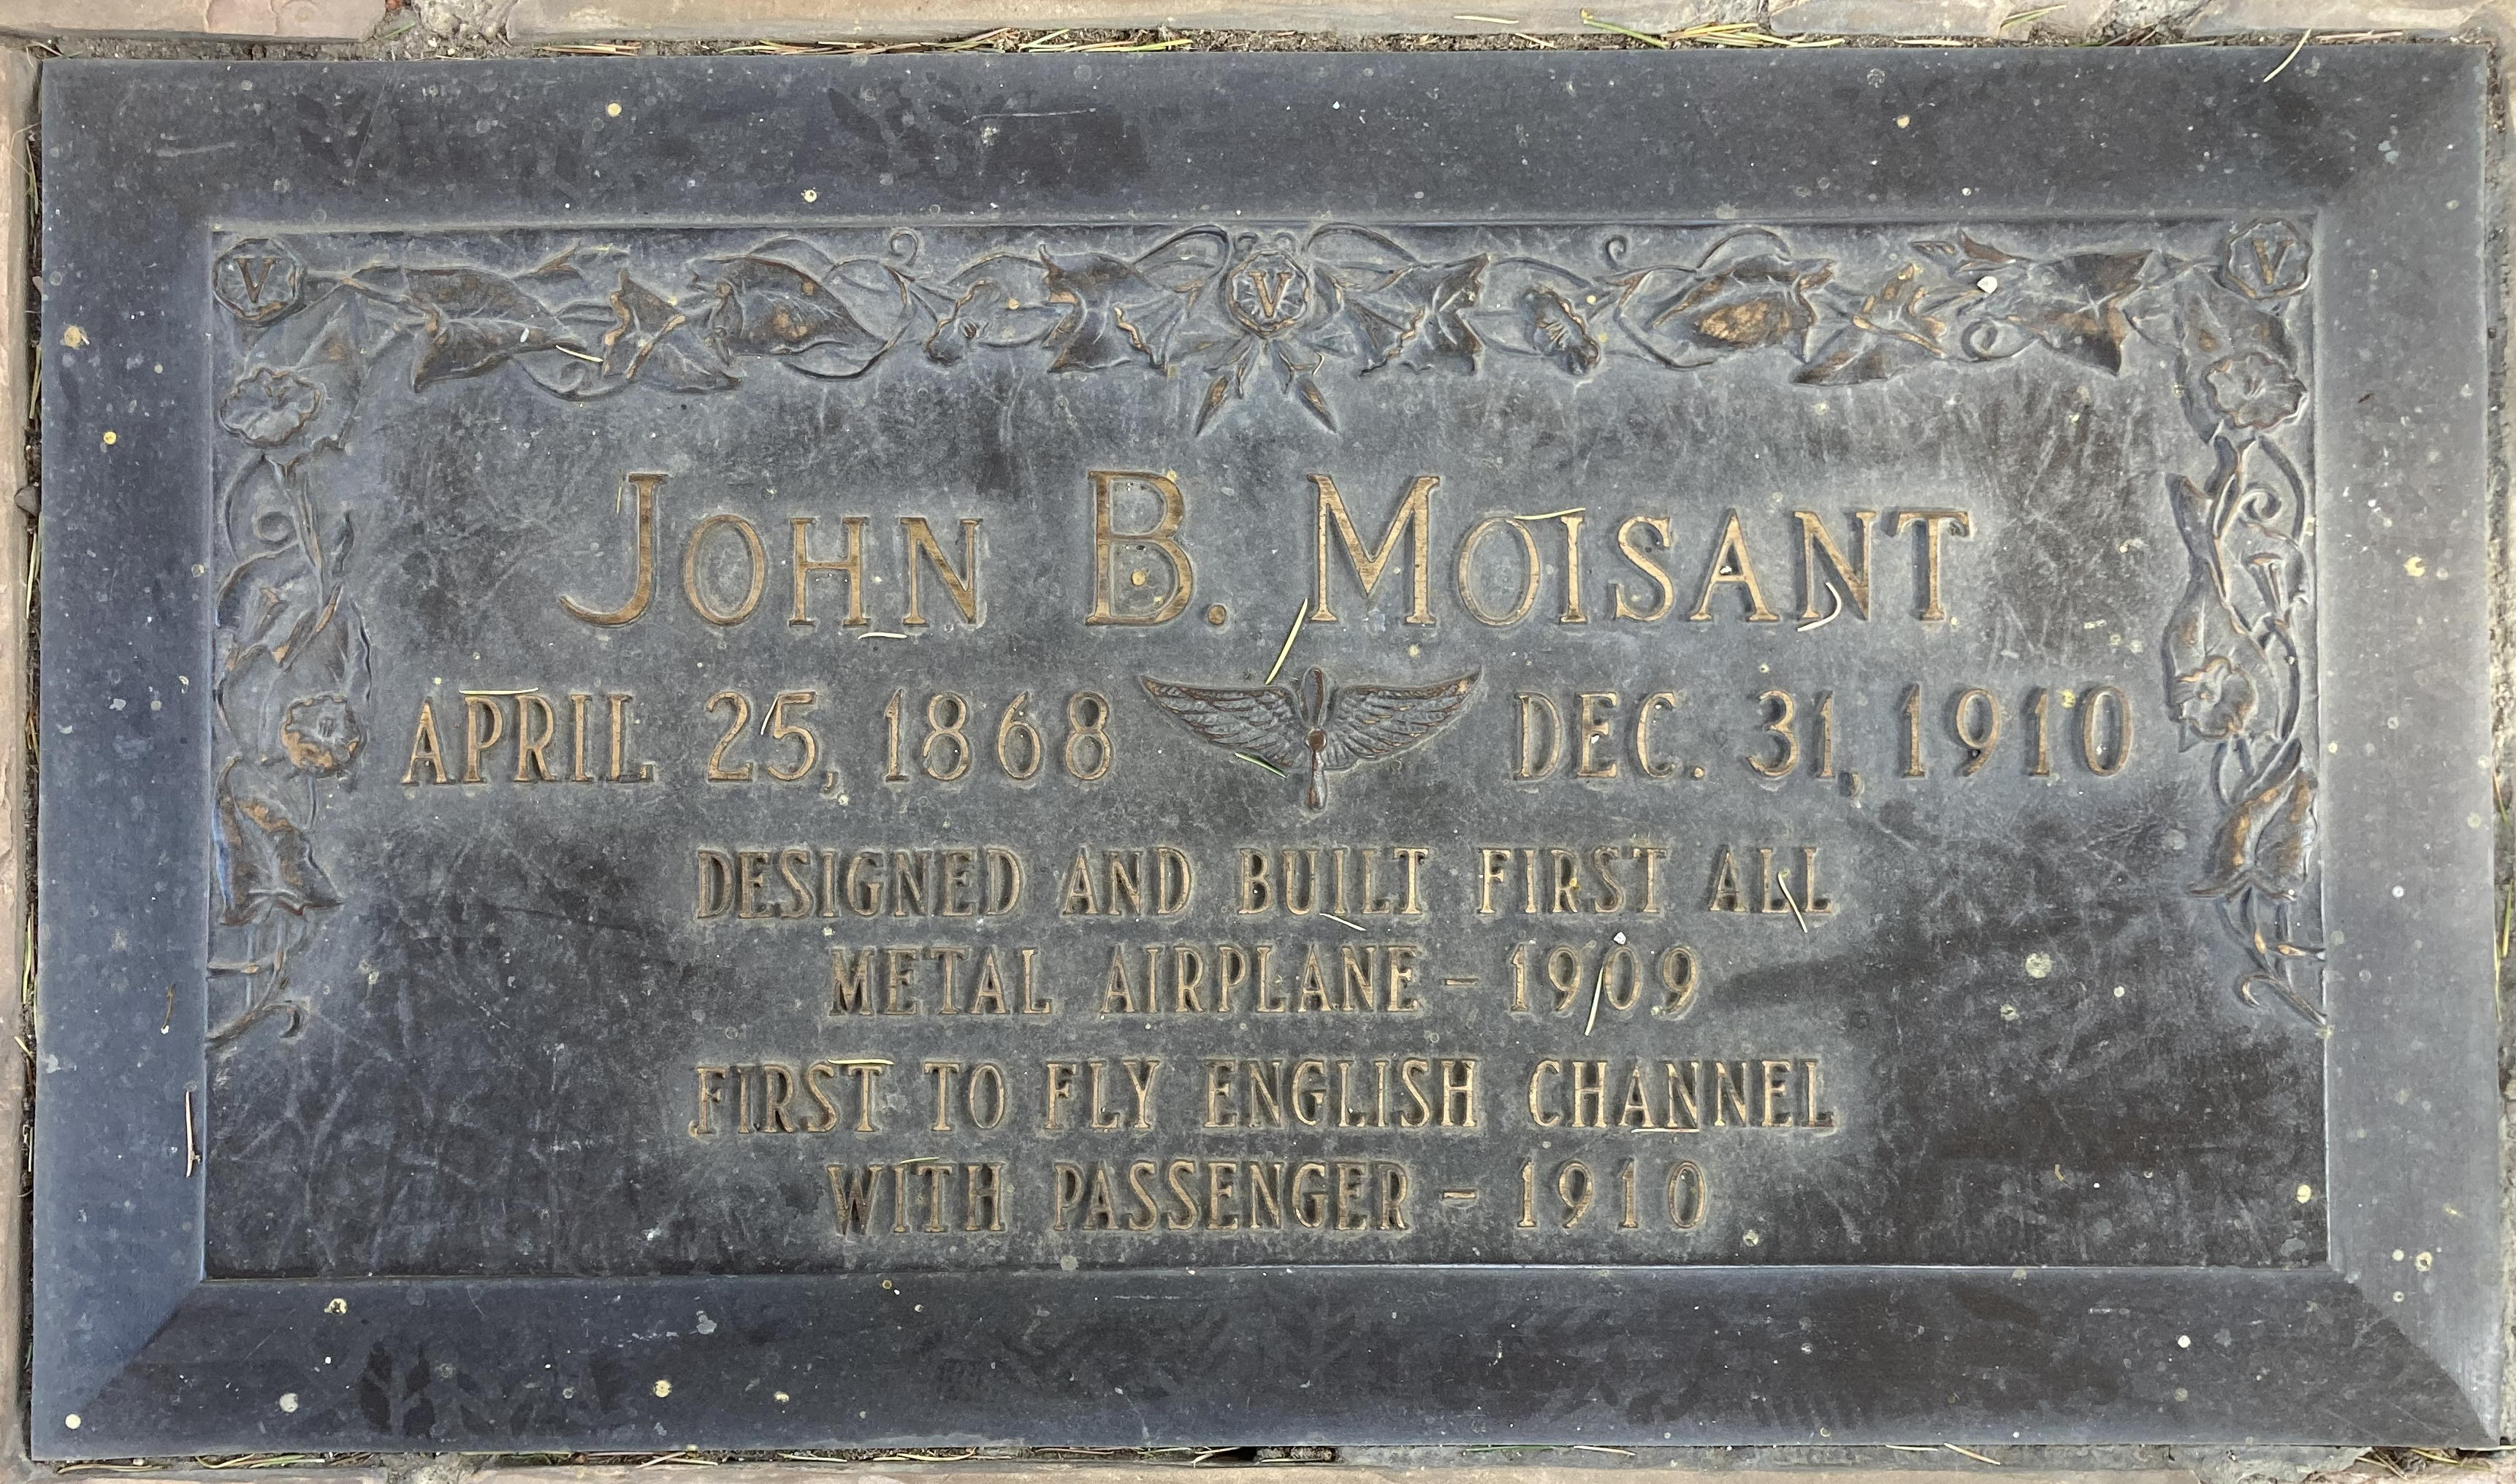 V V V
JOHN B. MOISANT
APRIL 25, 1868 DEC. 31, 1910
DESIGNED AND BUILT FIRST ALL
METAL AIRPLANE - 1909
FIRST TO FLY ENGLISH CHANNEL
WITH PASSENGER - 1910